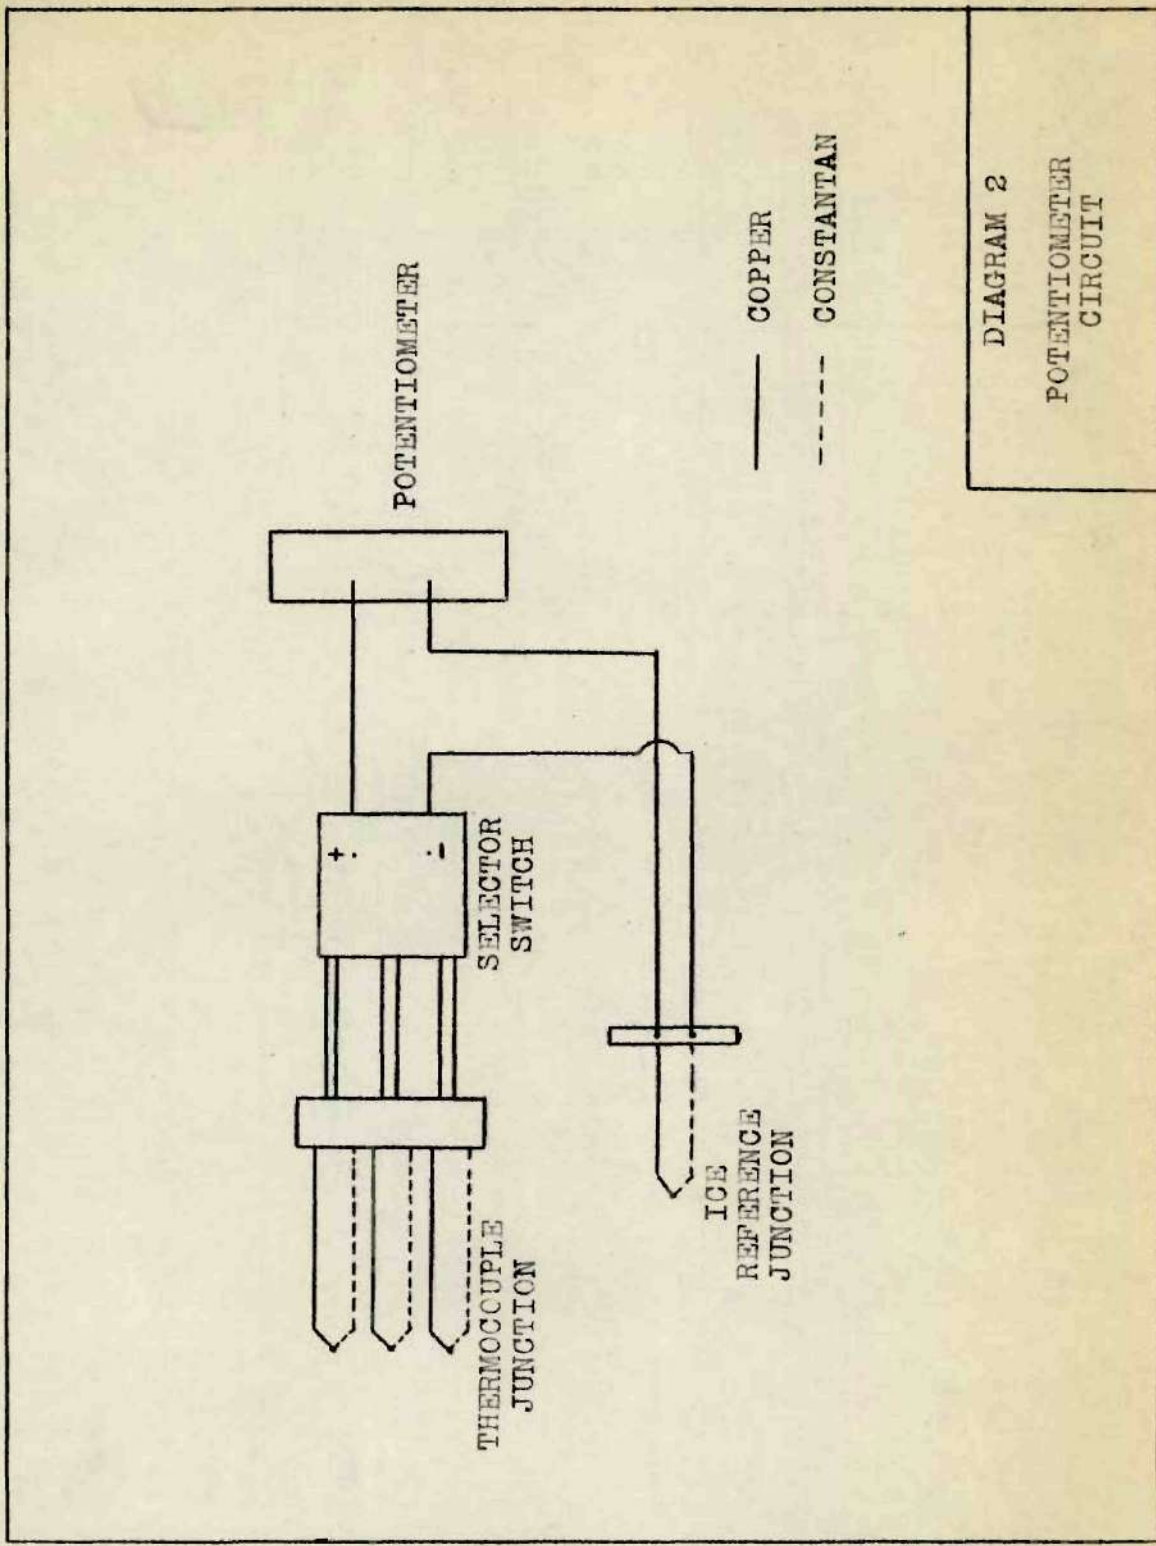 POTENTIOMETER
+
-
SELECTOR
SWITCH
THERMOCOUPLE
JUNCTION
ICE
REFERENCE
JUNCTION
COPPER
CONSTANTAN
DIAGRAM 2
POTENTIOMETER
CIRCUIT